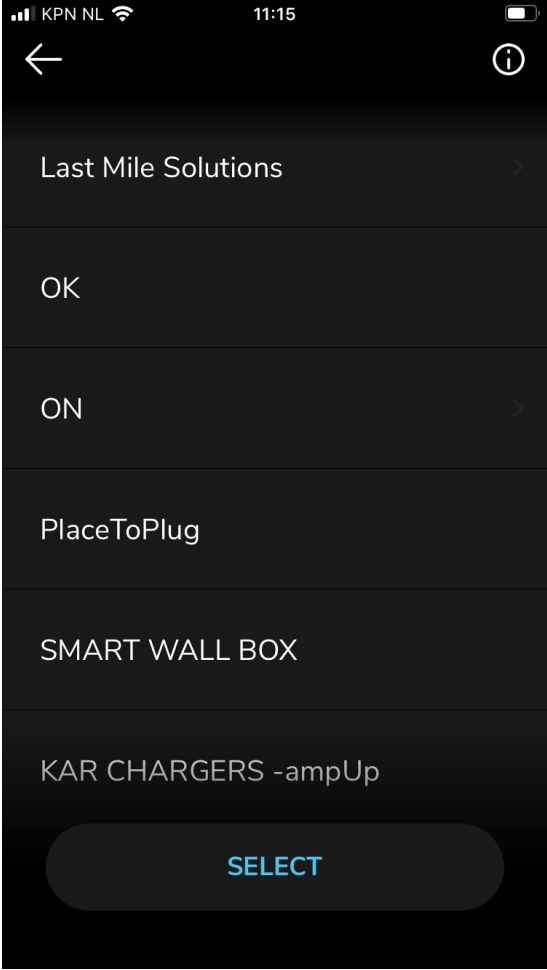 KPN NL 11:15
Last Mile Solutions
OK
ON
PlaceToPlug
SMART WALL BOX
KAR CHARGERS -ampUp
SELECT